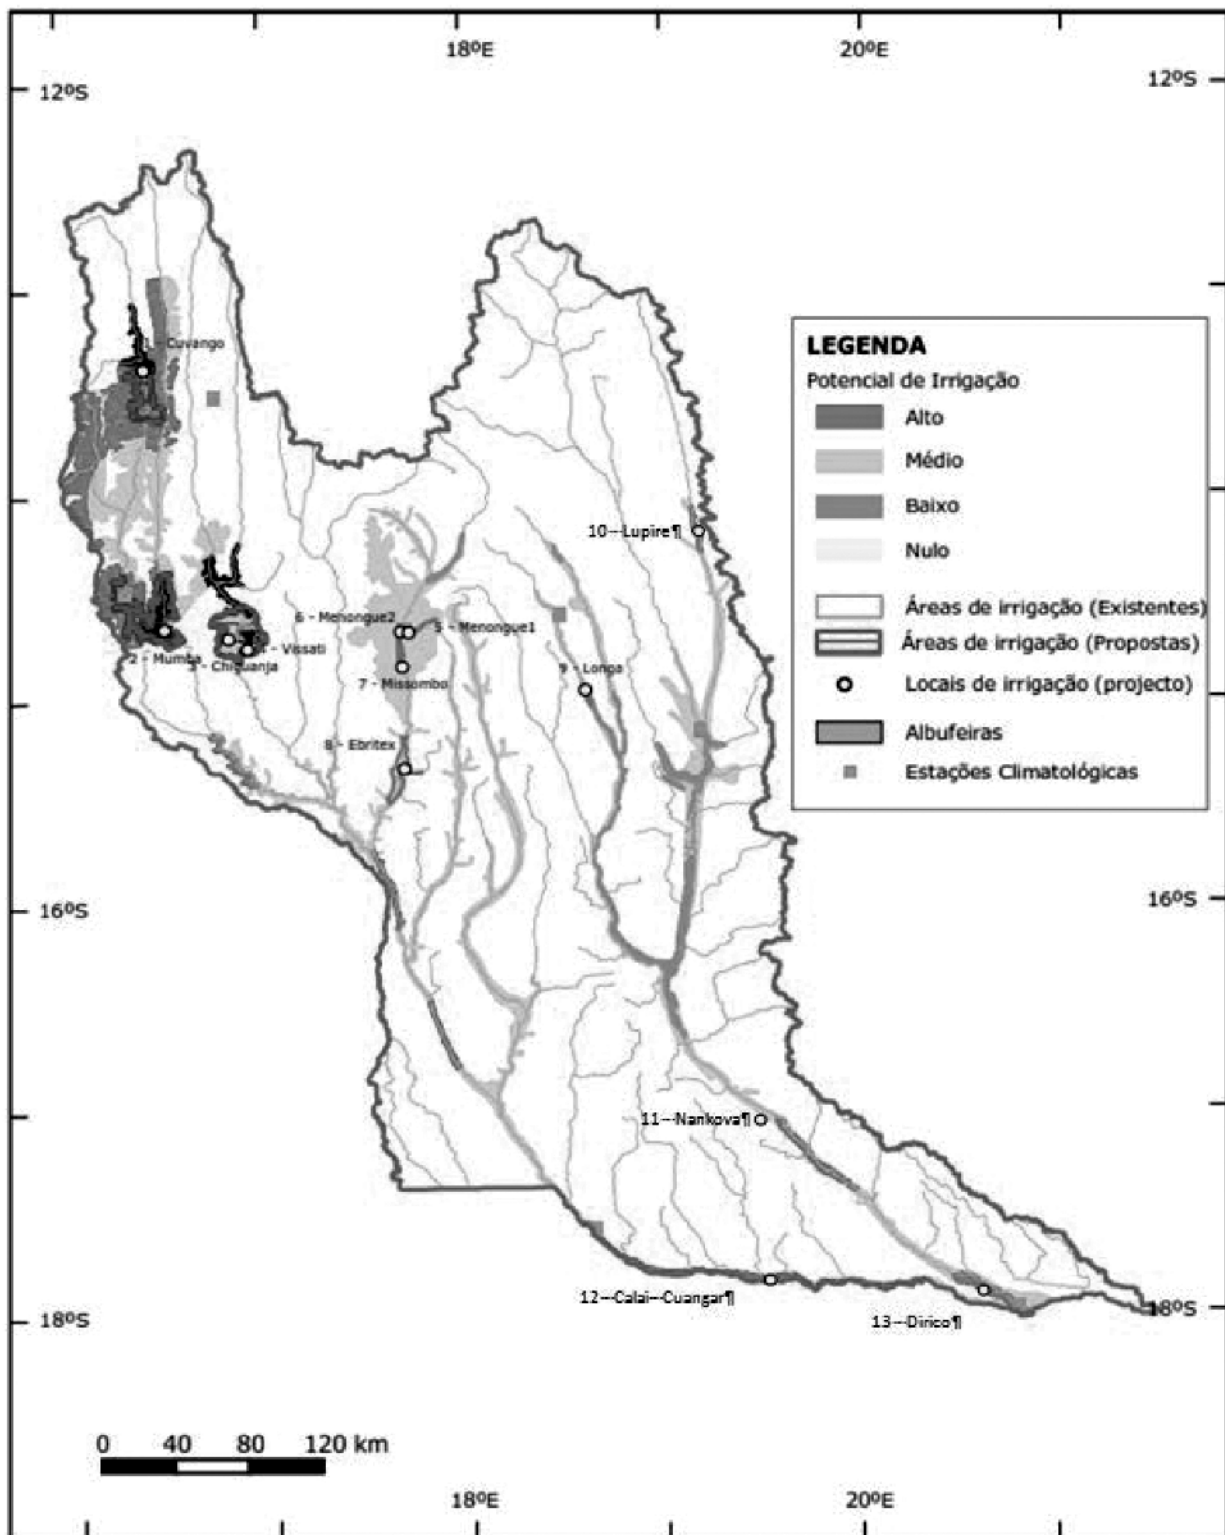 18ºE
20ºE
12ºS
12ºS
1 - Cuvango
LEGENDA
Potencial de Irrigação
Alto
Médio
Baixo
Nulo
Áreas de irrigação (Existentes)
Áreas de irrigação (Propostas)
Locais de irrigação (projecto)
Albufeiras
Estações Climatológicas
10--Lupire¶
6 - Menongue2
5 - Menongue1
2 - Mumba
3 - Chiquanja
- Vissati
9 - Longa
7 - Missombo
8 - Ebritex
16ºS
16ºS
11--Nankova¶
12--Calai--Cuangar¶
13--Dirico¶
18ºS
18ºS
0 40 80 120 km
18ºE
20ºE